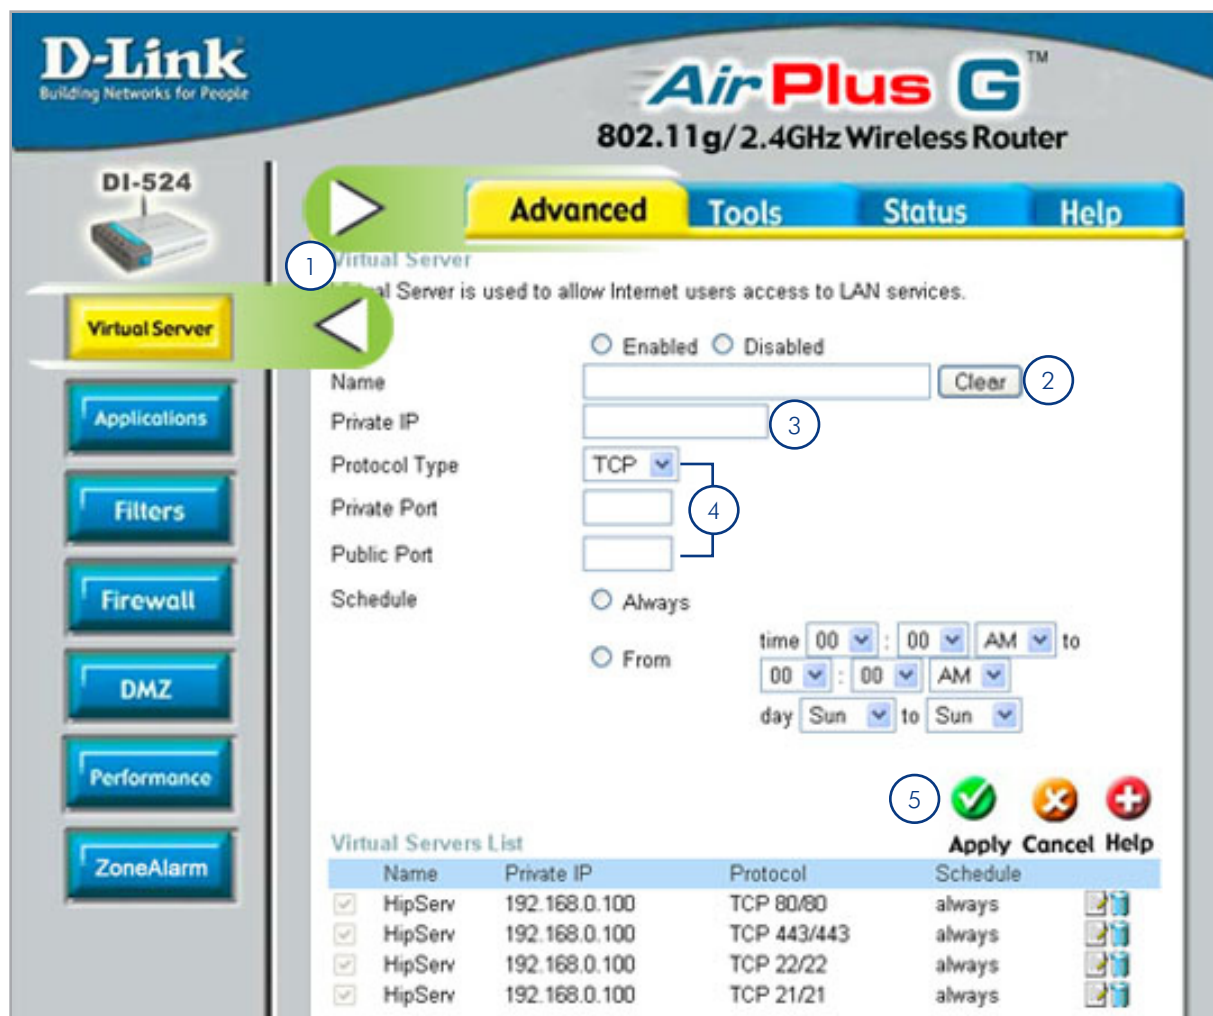 D-Link
Building Networks for People
AirPlus G™
802.11g/2.4GHz Wireless Router
DI-524
Advanced Tools Status Help
1
Virtual Server
Virtual Server is used to allow Internet users access to LAN services.
Virtual Server
Enabled Disabled
Name Clear 2
Applications
Private IP 3
Protocol Type TCP
Filters
Private Port 4
Public Port
Firewall
Schedule Always
time 00 : 00 AM to
From
00 : 00 AM
DMZ
day Sun to Sun
Performance
5
Apply Cancel Help
Virtual Servers List
ZoneAlarm
Name Private IP Protocol Schedule
HipServ 192.168.0.100 TCP 80/80 always
HipServ 192.168.0.100 TCP 443/443 always
HipServ 192.168.0.100 TCP 22/22 always
HipServ 192.168.0.100 TCP 21/21 always